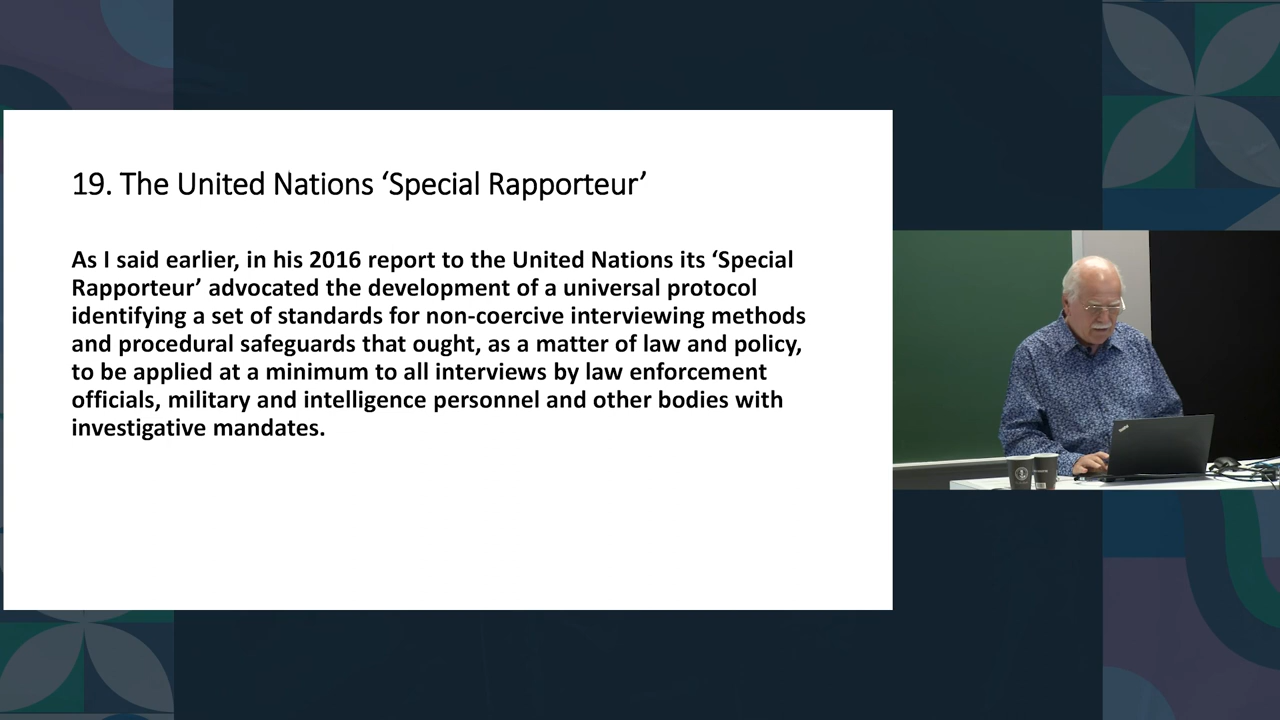 19. The United Nations ‘Special Rapporteur’
As I said earlier, in his 2016 report to the United Nations its ‘Special
Rapporteur’ advocated the development of a universal protocol
identifying a set of standards for non-coercive interviewing methods
and procedural safeguards that ought, as a matter of law and policy,
to be applied at a minimum to all interviews by law enforcement
officials, military and intelligence personnel and other bodies with
investigative mandates.